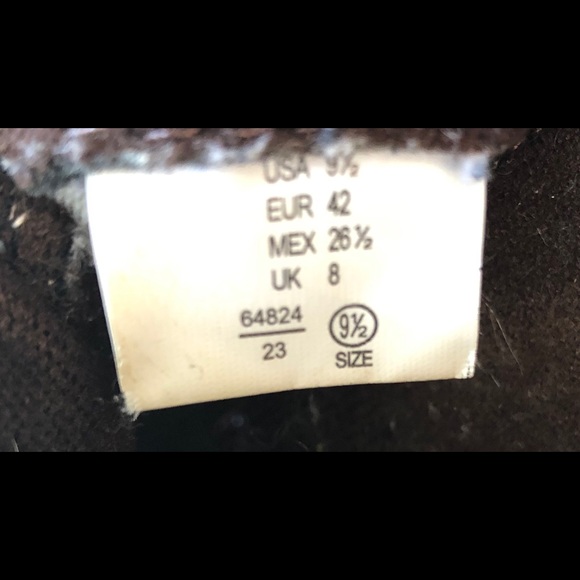 USA 9½
EUR 42
MEX 26½
UK 8
64824
23
9½
SIZE